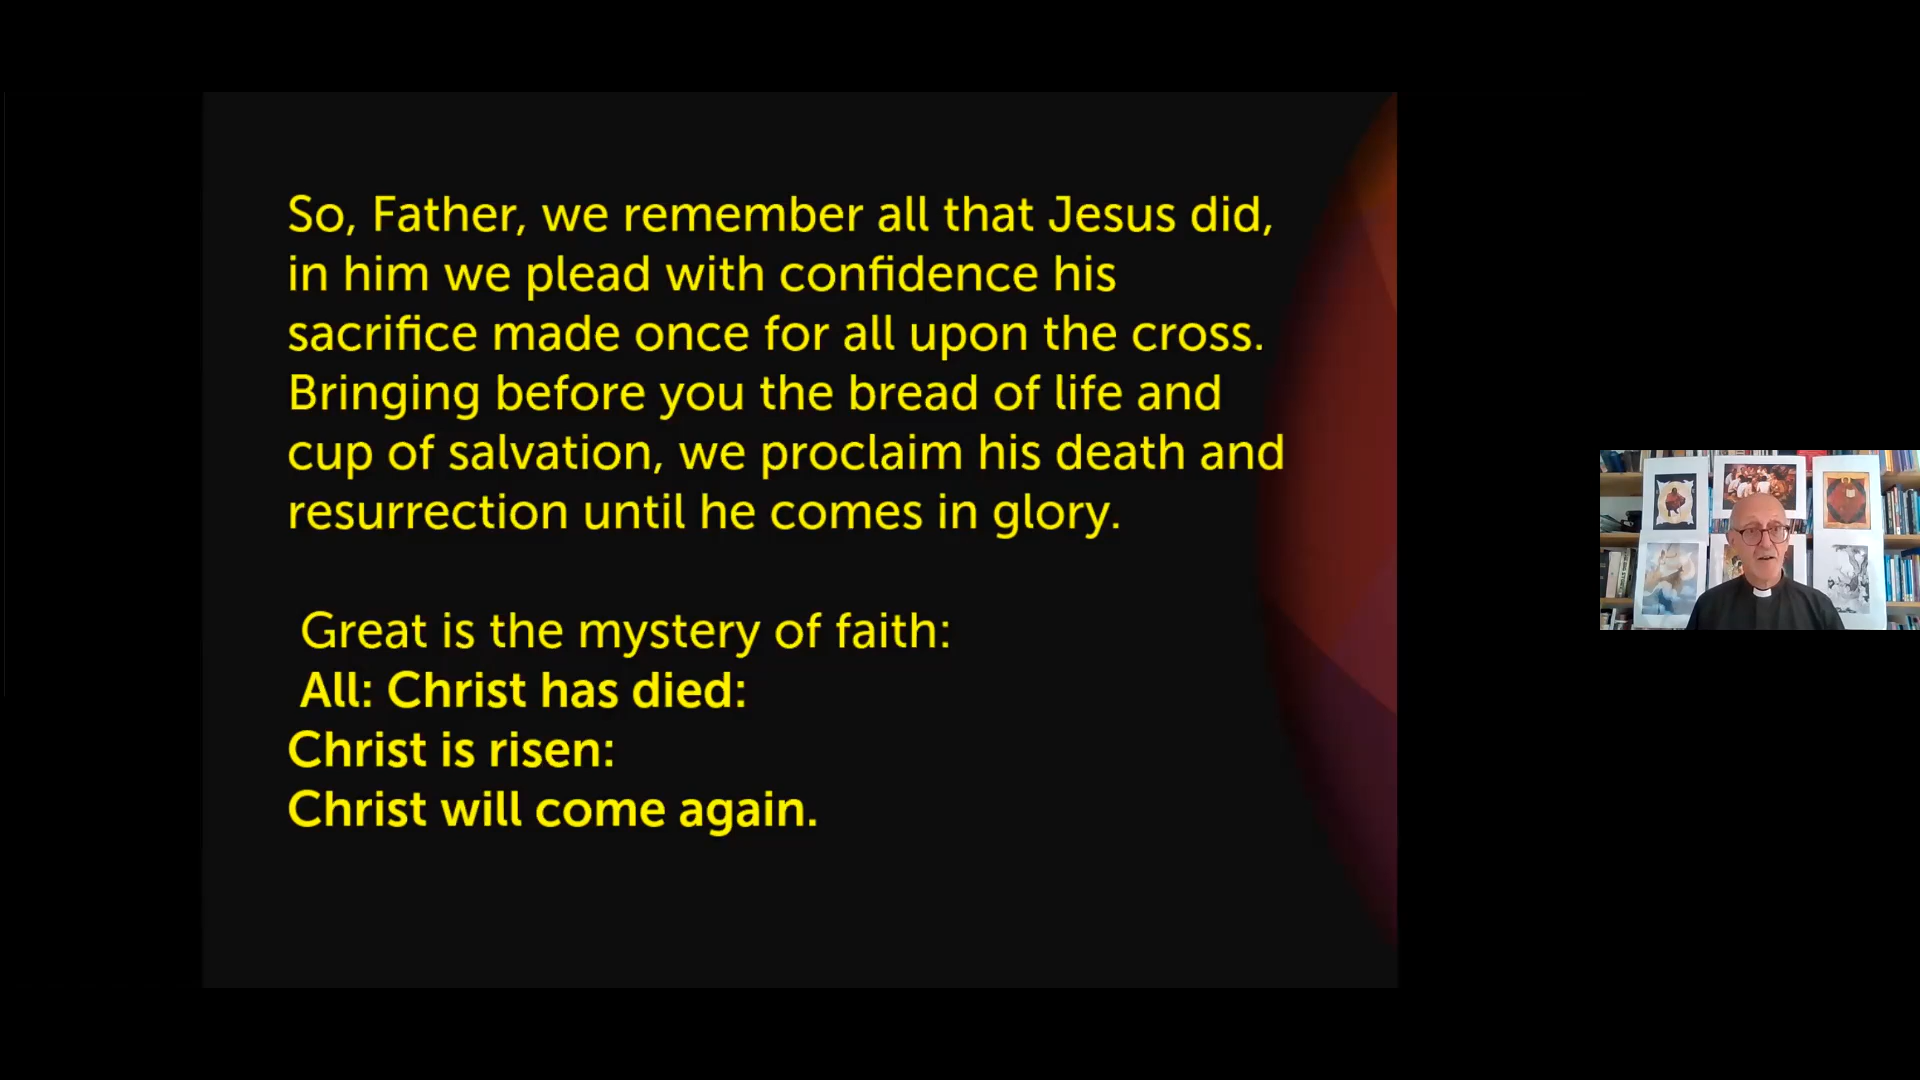 So, Father, we remember all that Jesus did,
in him we plead with confidence his
sacrifice made once for all upon the cross.
Bringing before you the bread of life and
cup of salvation, we proclaim his death and
resurrection until he comes in glory.
Great is the mystery of faith:
All: Christ has died:
Christ is risen:
Christ will come again.